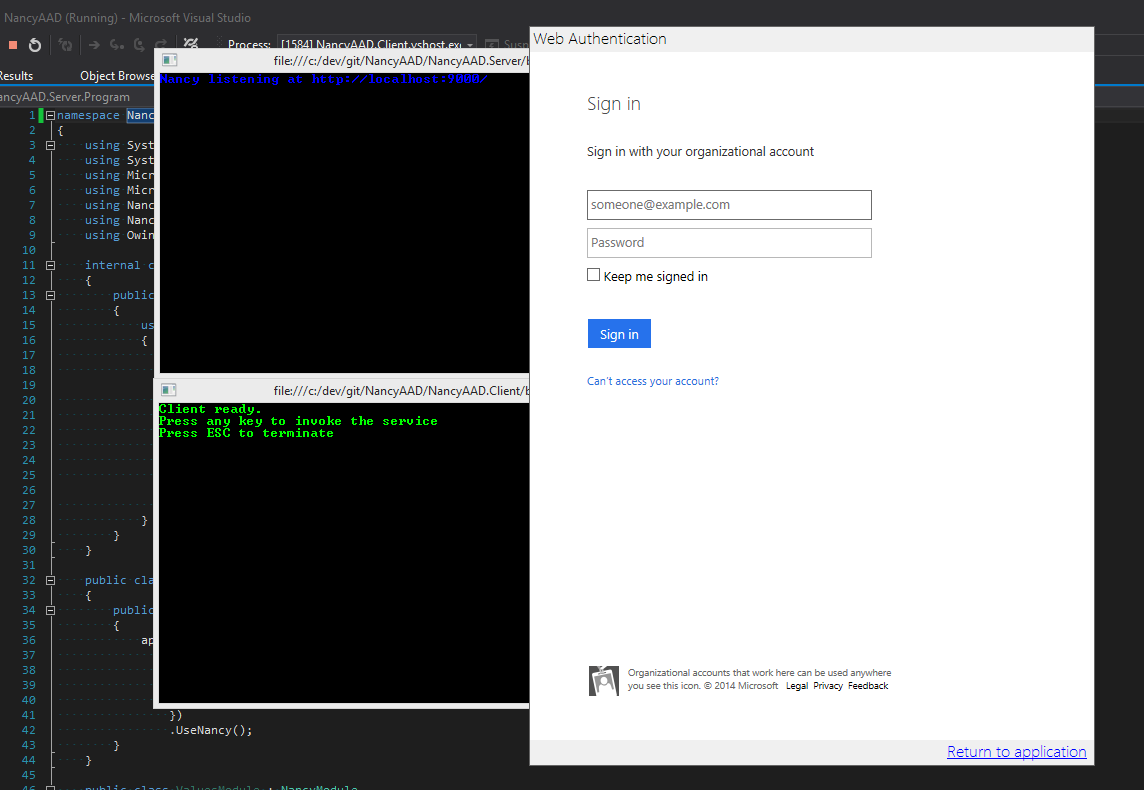 NancyAAD (Running) - Microsoft Visual Studio
Process: [1584] NancyAAD.Client.vshost.exe
Results Object Browse
ancyAAD.Server.Program
1 namespace Nanc
2 {
3 using Syst
4 using Syst
5 using Micr
6 using Micr
7 using Nanc
8 using Nanc
9 using Owin
10
11 internal c
12 {
13 public
14 {
15 us
16 {
17
18
19
20
21
22
23
24
25
26
27
28 }
29 }
30 }
31
32 public cla
33 {
34 public
35 {
36 ap
37
38
39
40
41 })
42 .UseNancy();
43 }
44 }
45
46 public class ValuesModule : NancyModule
file:///c:/dev/git/NancyAAD/NancyAAD.Server/b
Nancy listening at http://localhost:9000/
file:///c:/dev/git/NancyAAD/NancyAAD.Client/b
Client ready.
Press any key to invoke the service
Press ESC to terminate
Web Authentication
Sign in
Sign in with your organizational account
someone@example.com
Password
Keep me signed in
Sign in
Can't access your account?
Organizational accounts that work here can be used anywhere
you see this icon. © 2014 Microsoft Legal Privacy Feedback
Return to application